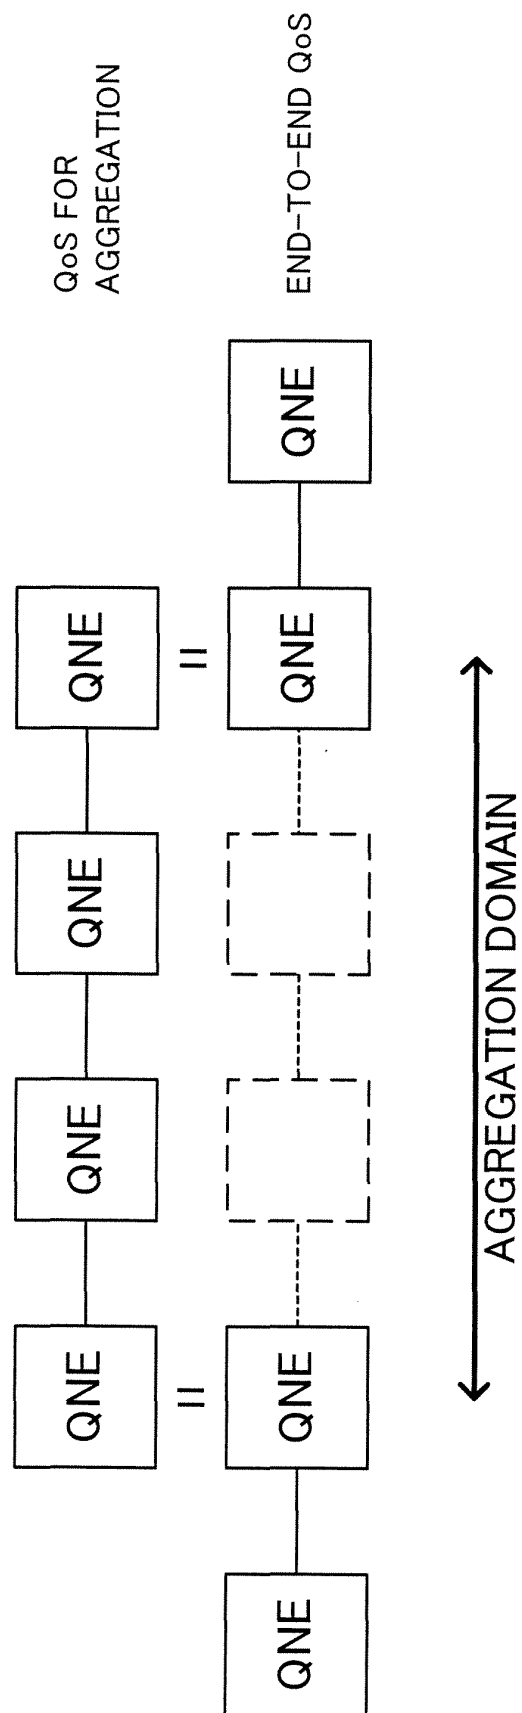 QNE
QNE
QNE
QNE
QoS FOR
AGGREGATION
=
=
QNE
QNE
QNE
QNE
END-TO-END QoS
AGGREGATION DOMAIN